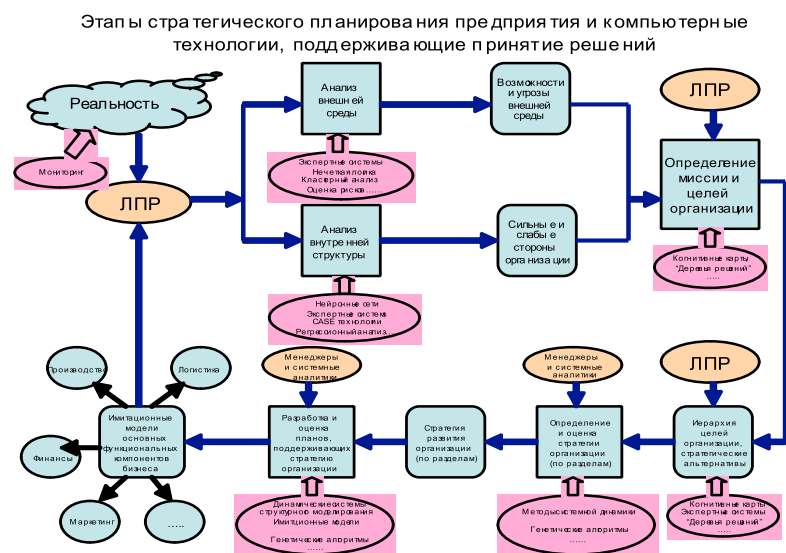 Этапы стратегического планирования предприятия и компьютерные
технологии, поддерживающие принятие решений
Реальность
Мониторинг
ЛПР
Анализ
внешней
среды
Экспертные системы
Нечеткая логика
Кластерный анализ
Оценка рисков......
Возможности
и угрозы
внешней
среды
ЛПР
Определение
миссии и
целей
организации
Когнитивные карты
"Деревья решений"
.....
Анализ
внутренней
структуры
Нейронные сети
Экспертные системы
CASE технологии
Регрессионный анализ...
Сильные и
слабые
стороны
организации
Производство
Логистика
Имитационные
модели
основных
функциональных
компонентов
бизнеса
Финансы
Маркетинг
.....
Менеджеры
и системные
аналитики
Разработка и
оценка
планов,
поддерживающих
стратегию
организации
Динамические системы
структурного моделирования
Имитционные модели
Генетические алгоритмы
......
Стратегия
развития
организации
(по разделам)
Менеджеры
и системные
аналитики
Определение
и оценка
стратегии
организации
(по разделам)
Методы системной динамики
Генетические алгоритмы
......
ЛПР
Иерархия
целей
организации,
стратегические
альтернативы
Когнитивные карты
Экспертные системы
"Деревья решений"
......